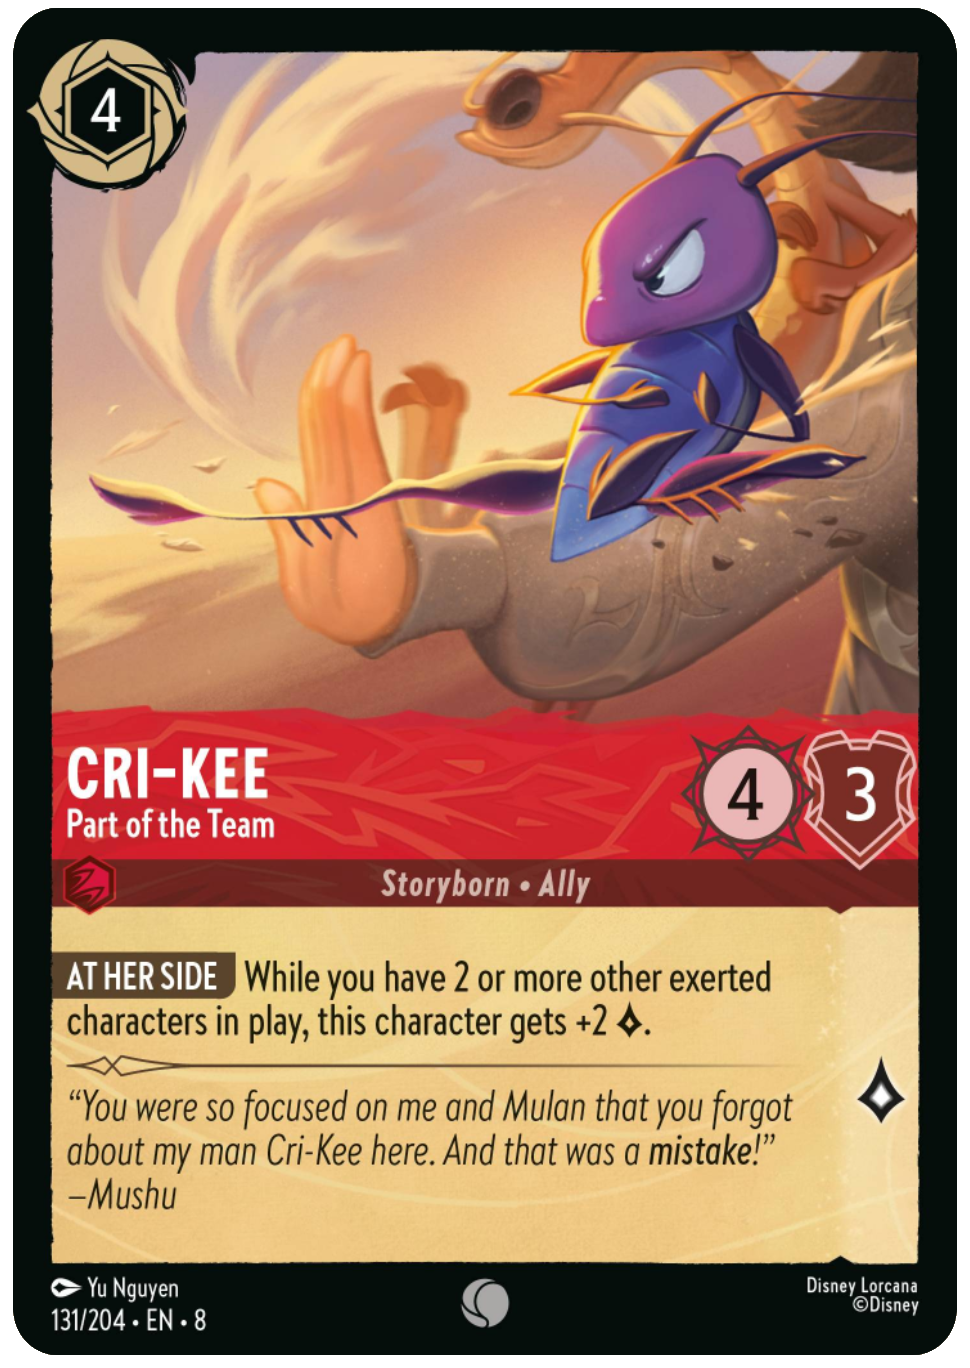 4
CRI-KEE
Part of the Team
4
3
Storyborn • Ally
AT HER SIDE While you have 2 or more other exerted
characters in play, this character gets +2 .
“You were so focused on me and Mulan that you forgot
about my man Cri-Kee here. And that was a mistake!”
–Mushu
Yu Nguyen
131/204 • EN • 8
Disney Lorcana
©Disney